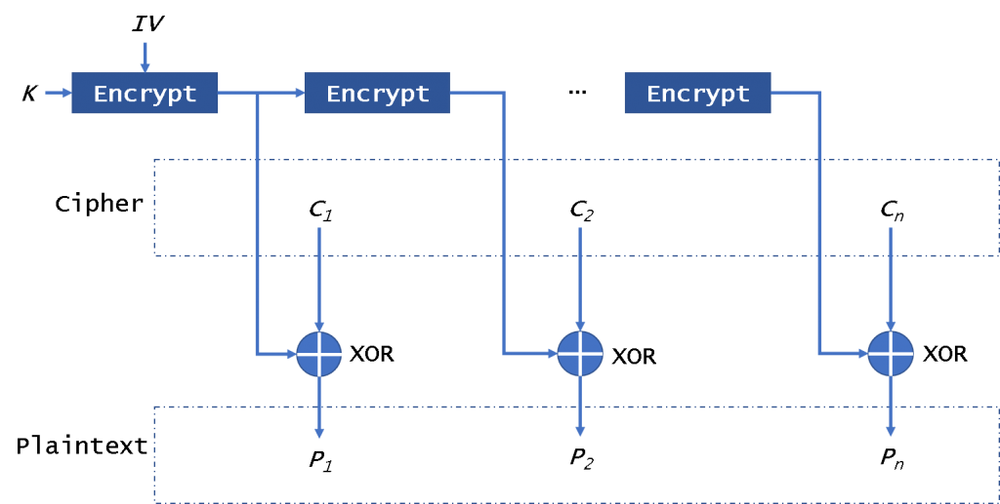 IV
K
Encrypt Encrypt ... Encrypt
Cipher
C1 C2 Cn
XOR XOR XOR
Plaintext
P1 P2 Pn